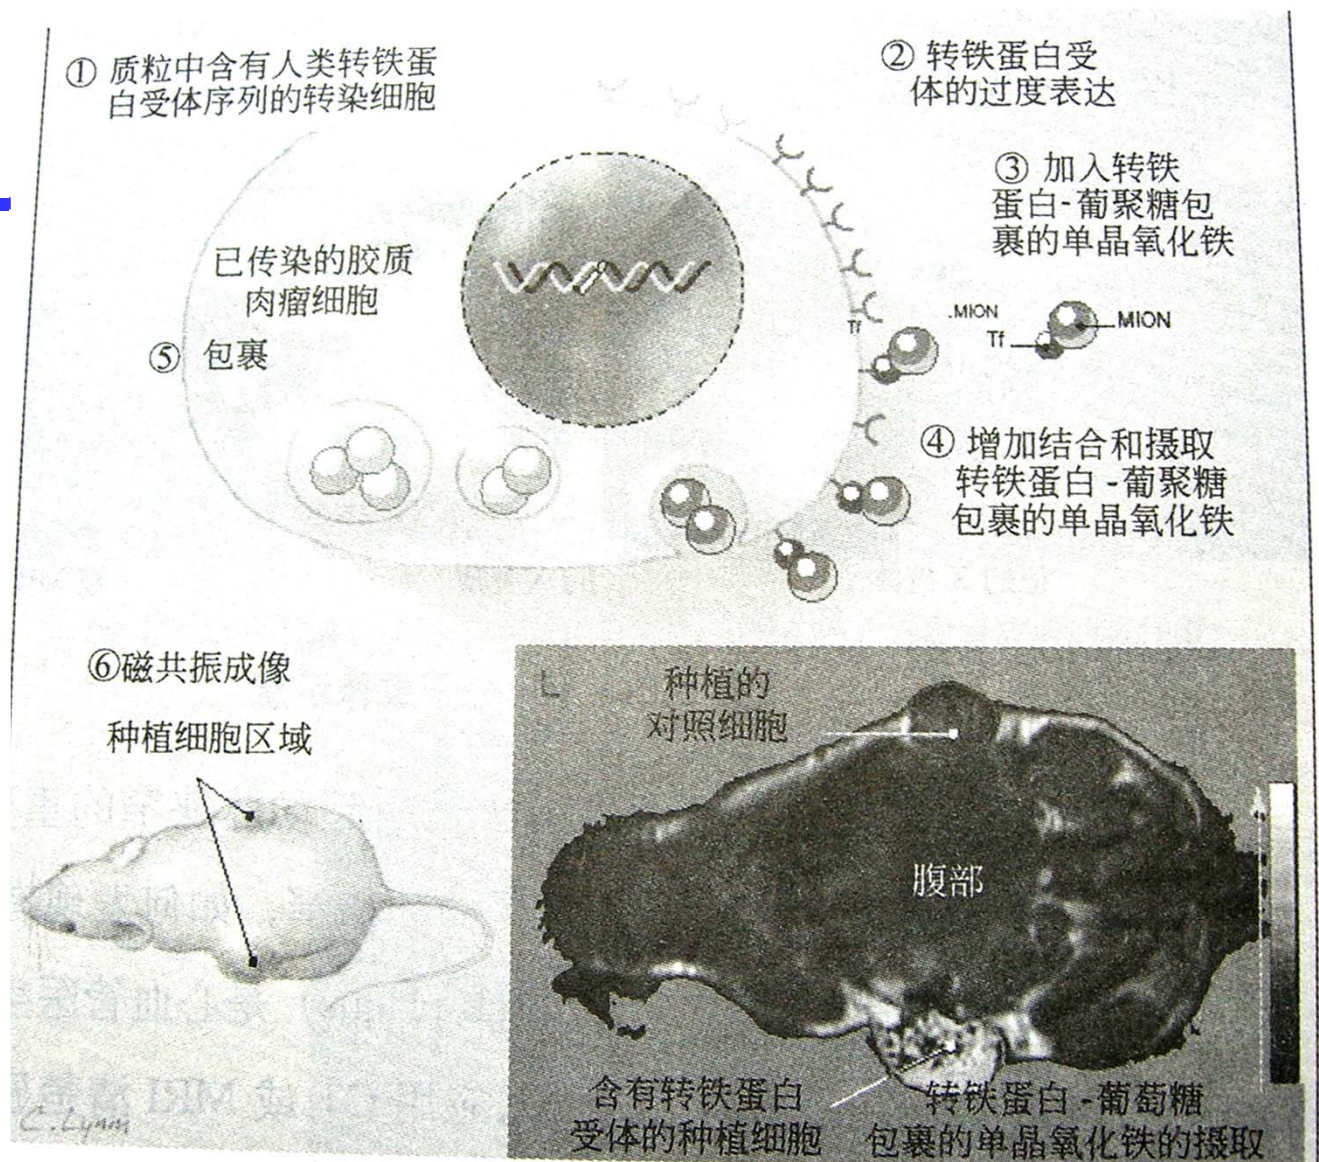 ① 质粒中含有人类转铁蛋
白受体序列的转染细胞
② 转铁蛋白受
体的过度表达
③ 加入转铁
蛋白-葡聚糖包
裹的单晶氧化铁
已传染的胶质
肉瘤细胞
⑤ 包裹
Tf
.MION
Tf
MION
④ 增加结合和摄取
转铁蛋白-葡聚糖
包裹的单晶氧化铁
⑥磁共振成像
种植细胞区域
L
种植的
对照细胞
腹部
含有转铁蛋白
受体的种植细胞
转铁蛋白-葡萄糖
包裹的单晶氧化铁的摄取
C.Lynm